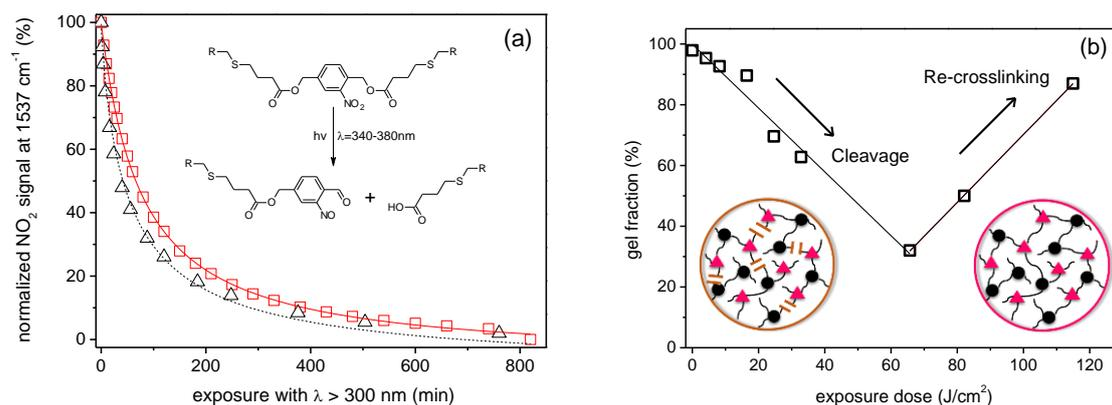 (a)
normalized NO₂ signal at 1537 cm⁻¹ (%)
100
80
60
40
20
0
0
200
400
600
800
exposure with λ > 300 nm (min)
R
S
O
O
NO₂
O
O
S
R
hν λ=340-380nm
R
S
O
O
NO
O
+
HO
O
S
R
(b)
gel fraction (%)
100
80
60
40
20
0
0
20
40
60
80
100
120
exposure dose (J/cm²)
Cleavage
Re-crosslinking